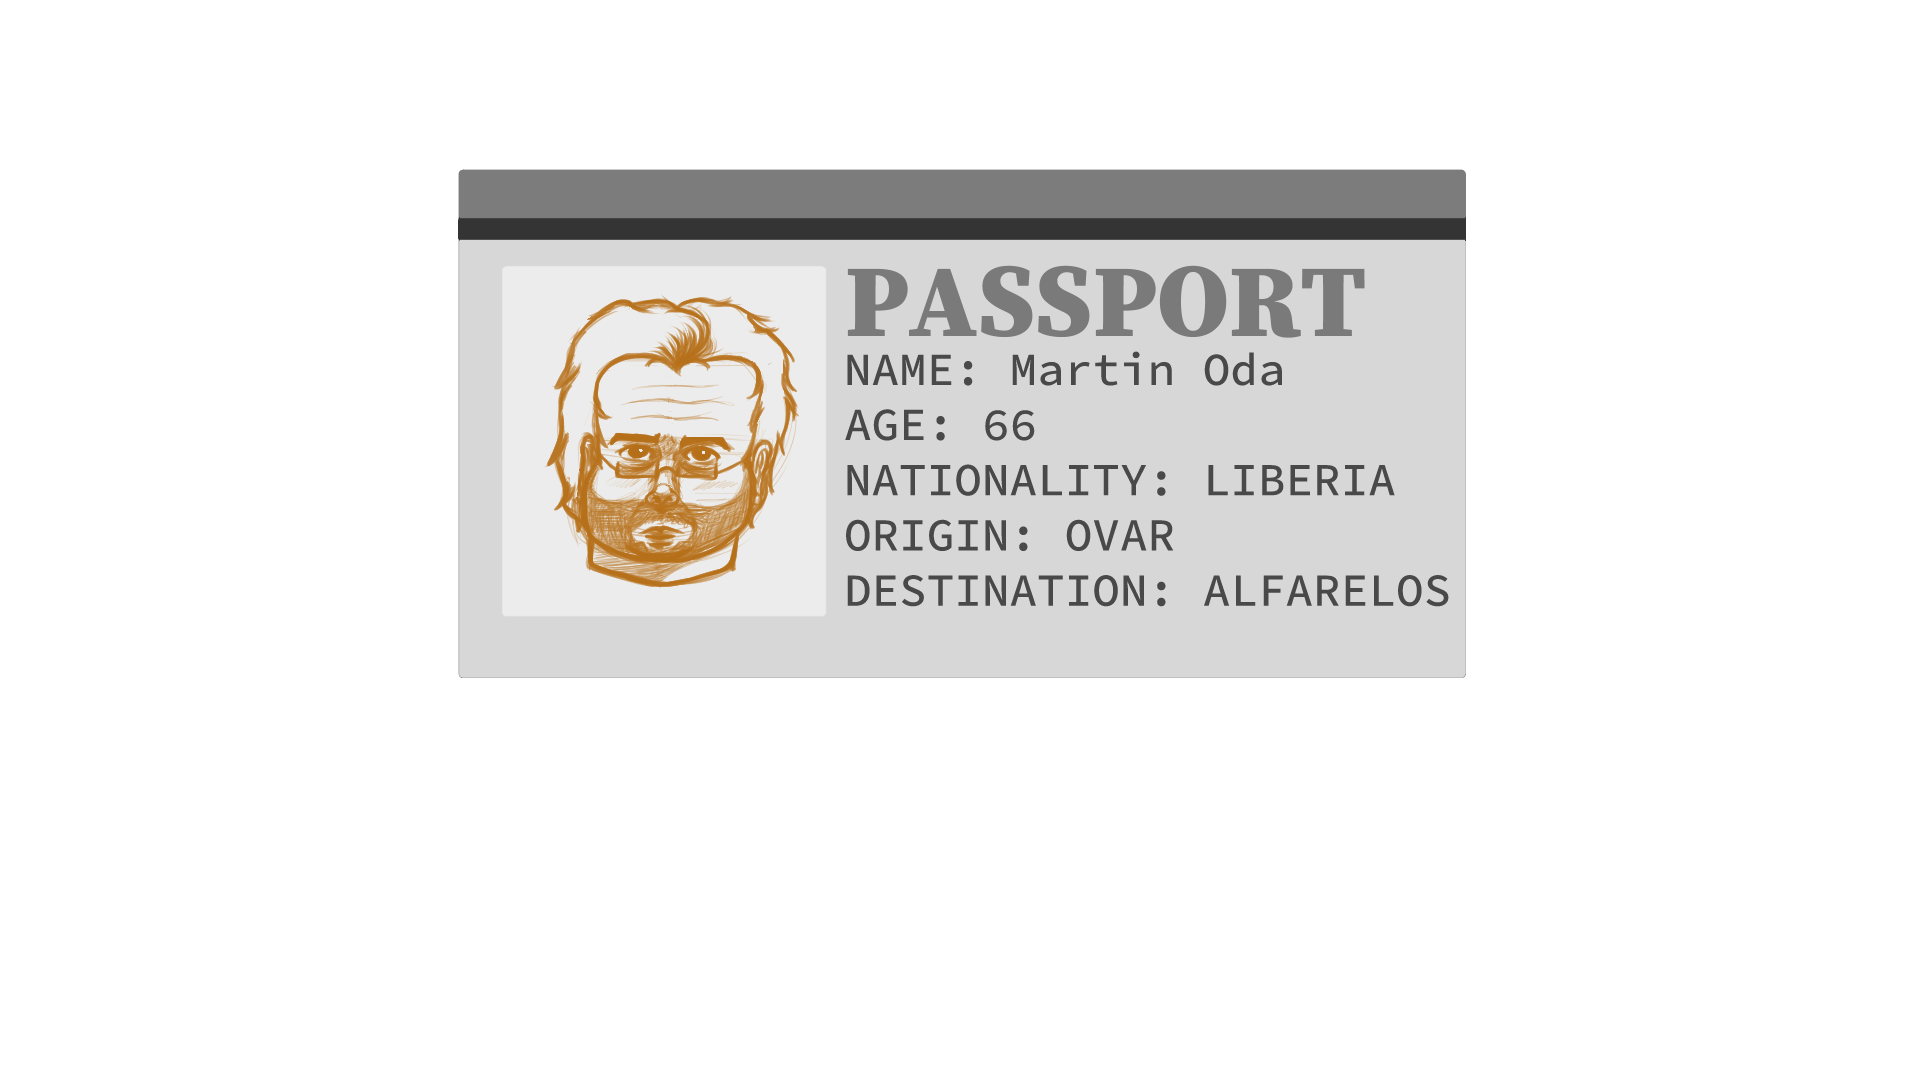 PASSPORT
NAME: Martin Oda
AGE: 66
NATIONALITY: LIBERIA
ORIGIN: OVAR
DESTINATION: ALFARELOS